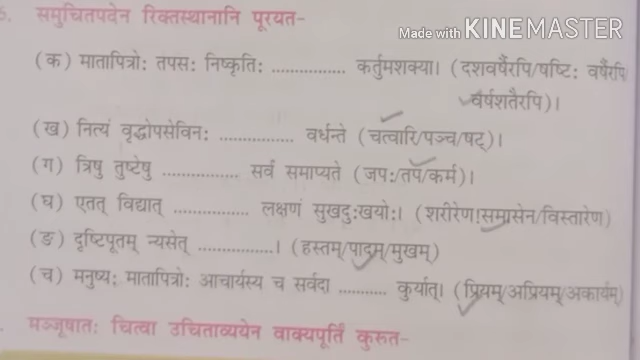 समुचितपदेन रिक्तस्थानानि पूरयत–
Made with KINEMASTER
(क) मातापित्रोः तपसः निष्कृतिः ................ कर्तुमशक्या। (दशवर्षैरपि/षष्टिः वर्षैरपि/
वर्षशतैरपि)।
(ख) नित्यं वृद्धोपसेविनः ................ वर्धन्ते (चत्वारि/पञ्च/षट्)।
(ग) त्रिषु तुष्टेषु ................ सर्वं समाप्यते (जपः/तप/कर्म)।
(घ) एतत् विद्यात् ................ लक्षणं सुखदुःखयोः। (शरीरेण!समासेन/विस्तारेण)
(ङ) दृष्टिपूतम् न्यसेत् ................। (हस्तम्/पादम्/मुखम्)
(च) मनुष्यः मातापित्रोः आचार्यस्य च सर्वदा .......... कुर्यात्। (प्रियम्/अप्रियम्/अकार्यम्)
मञ्जूषातः चित्वा उचिताव्ययेन वाक्यपूर्तिं कुरुत–